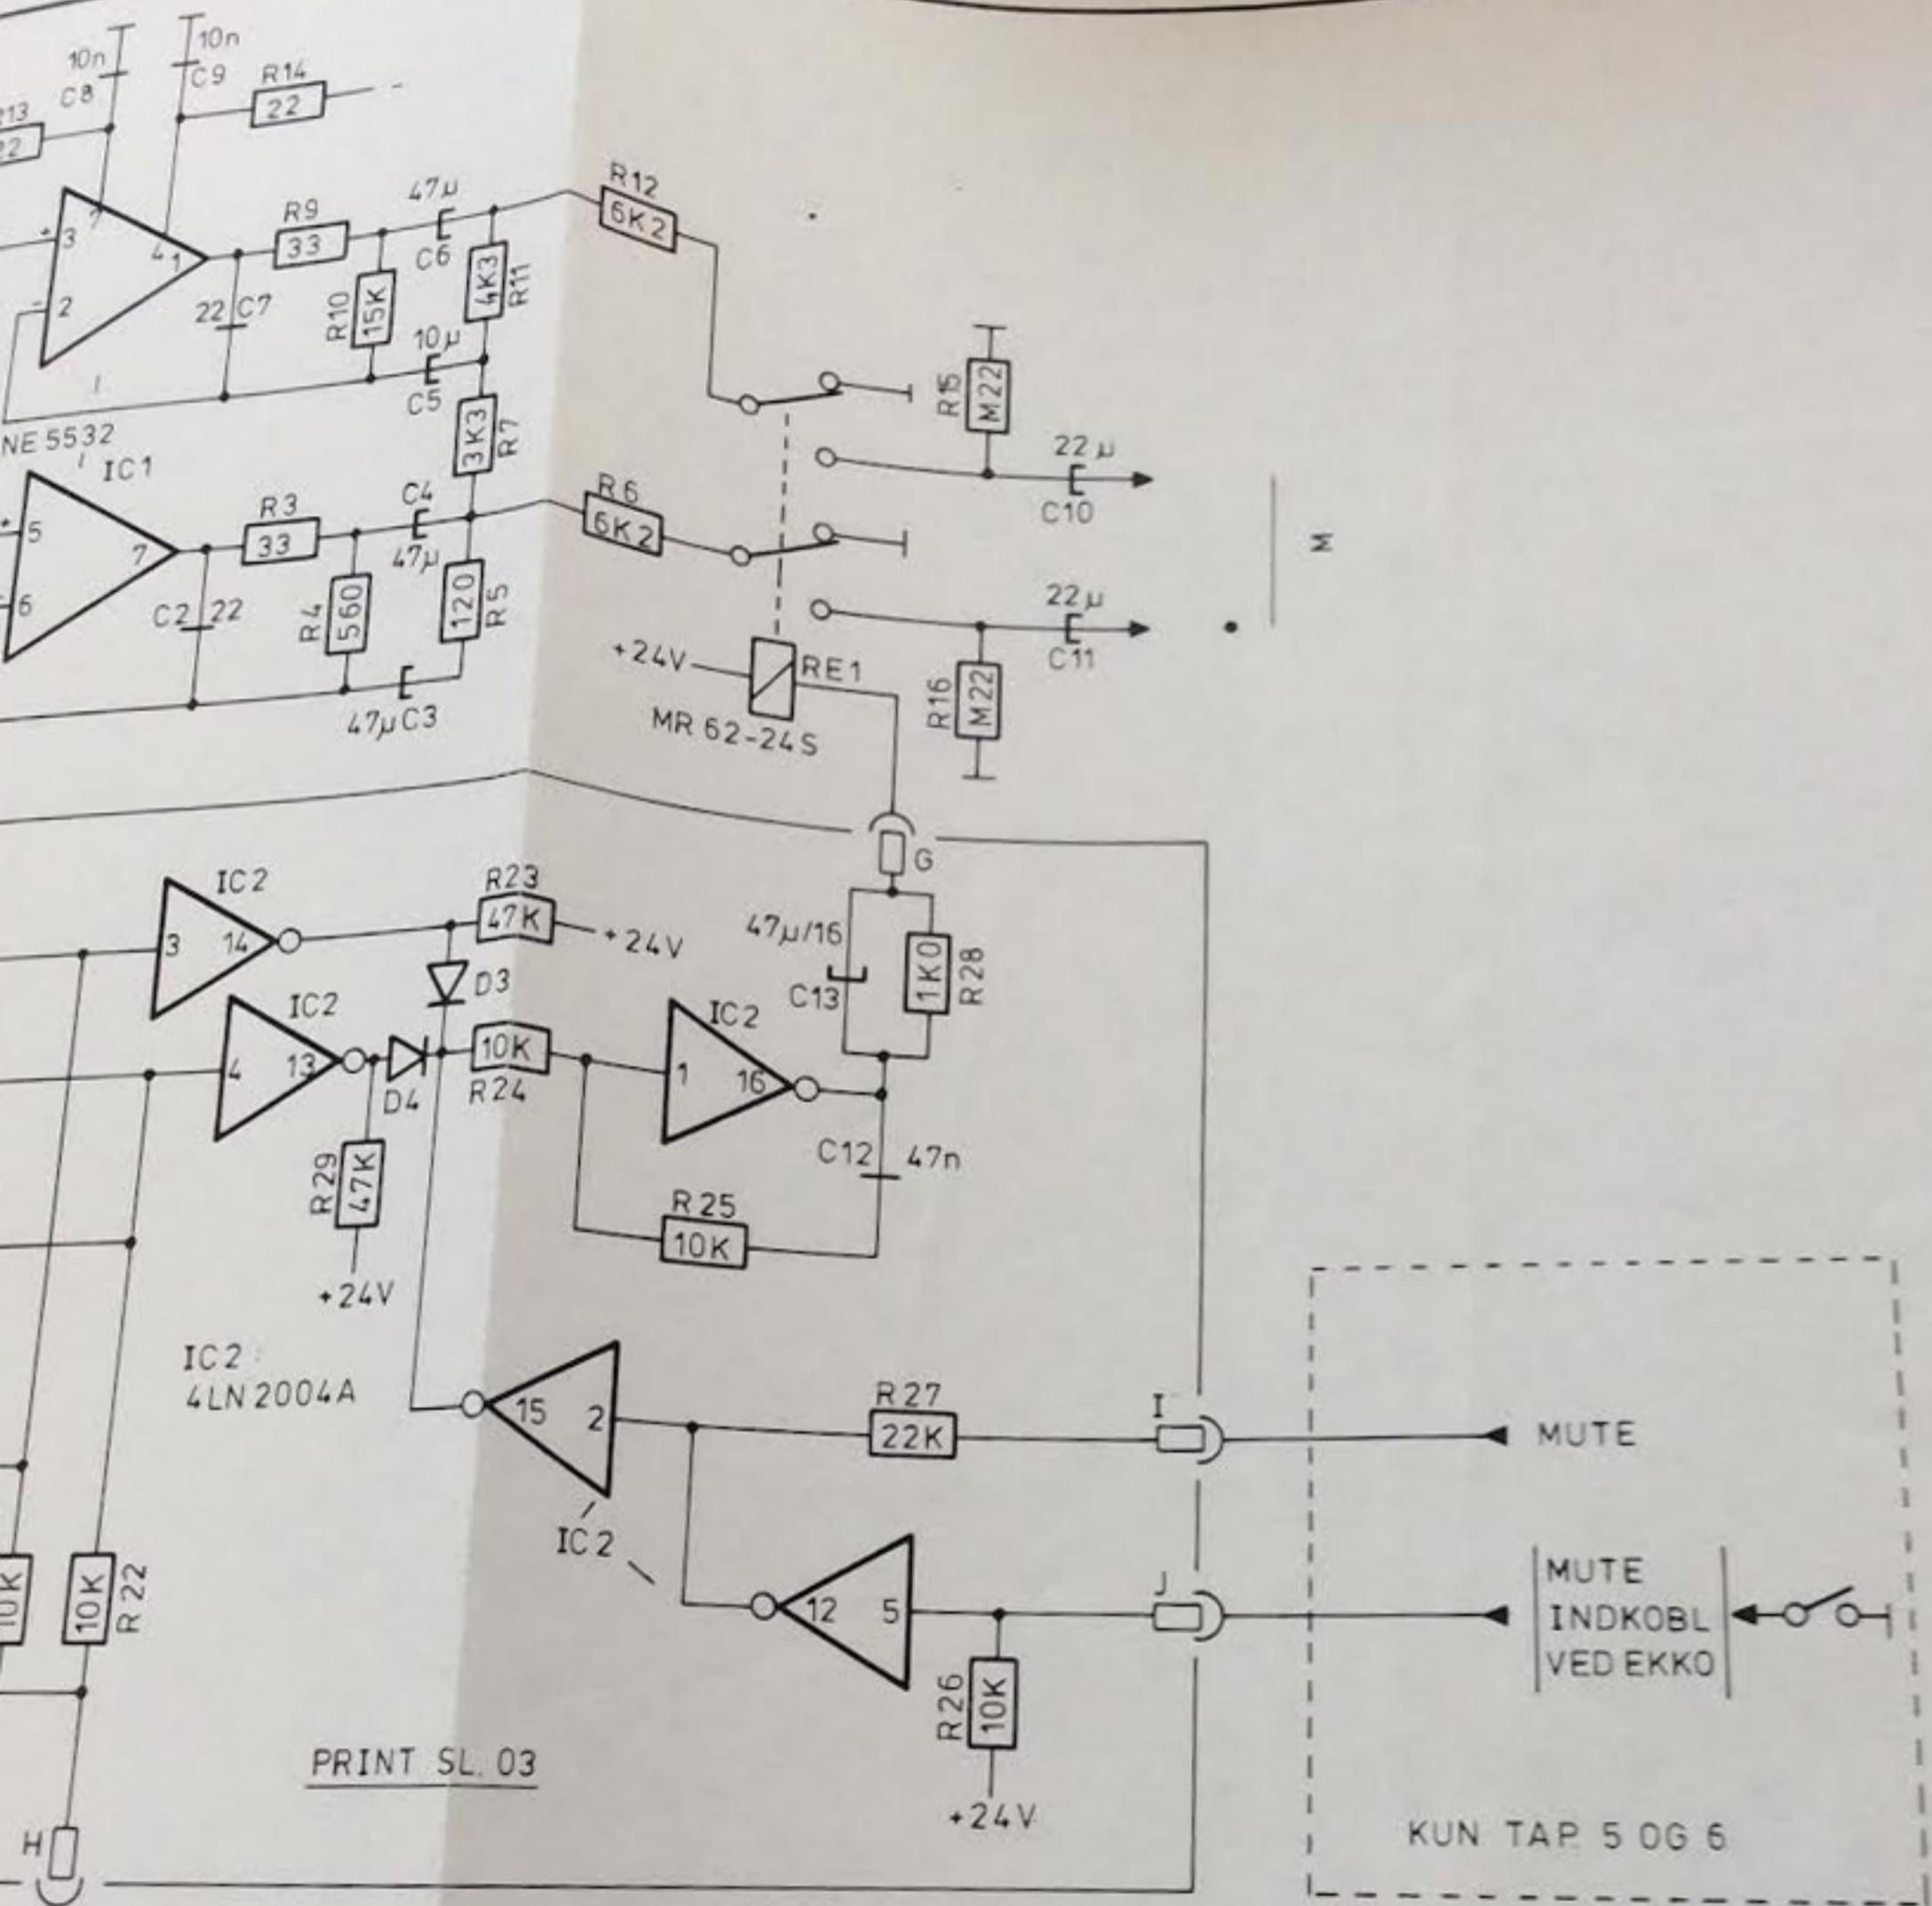 10n
C8
10n
C9
R14
22
R9
33
47µ
C6
R12
6K2
3
2
7
4
1
22 C7
R10
15K
4K3
R11
10µ
C5
3K3
R7
NE 5532
IC1
5
6
7
R3
33
C4
47µ
R6
6K2
C2 22
R4
560
120
R5
47µ C3
R15
M22
22µ
C10
M
22µ
C11
R16
M22
+24V
RE1
MR 62-24S
G
IC2
3
14
R23
47K
+24V
47µ/16
C13
1K0
R28
D3
IC2
4
13
D4
10K
R24
IC2
1
16
C12 47n
R29
47K
+24V
R25
10K
IC2:
4LN2004A
15
2
R27
22K
I
MUTE
IC2
12
5
J
MUTE
INDKOBL
VED EKKO
R26
10K
+24V
10K
10K
R22
PRINT SL. 03
H
KUN TAP. 5 OG 6